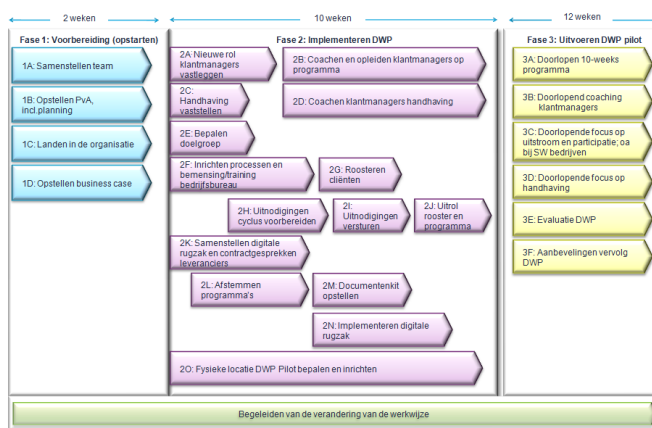 2 weken
10 weken
12 weken
Fase 1: Voorbereiding (opstarten)
1A: Samenstellen team
1B: Opstellen PvA,
incl.planning
1C: Landen in de organisatie
1D: Opstellen business case
Fase 2: Implementeren DWP
2A: Nieuwe rol
klantmanagers
vastleggen
2B: Coachen en opleiden klantmanagers op
programma
2C:
Handhaving
vaststellen
2D: Coachen klantmanagers handhaving
2E: Bepalen
doelgroep
2F: Inrichten processen en
bemensing/training
bedrijfsbureau
2G: Roosteren
cliënten
2H: Uitnodigingen
cyclus voorbereiden
2I:
Uitnodigingen
versturen
2J: Uitrol
rooster en
programma
2K: Samenstellen digitale
rugzak en contractgesprekken
leveranciers
2L: Afstemmen
programma's
2M: Documentenkit
opstellen
2N: Implementeren digitale
rugzak
2O: Fysieke locatie DWP Pilot bepalen en inrichten
Fase 3: Uitvoeren DWP pilot
3A: Doorlopen 10-weeks
programma
3B: Doorlopend coaching
klantmanagers
3C: Doorlopende focus op
uitstroom en participatie; oa
bij SW bedrijven
3D: Doorlopende focus op
handhaving
3E: Evaluatie DWP
3F: Aanbevelingen vervolg
DWP
Begeleiden van de verandering van de werkwijze